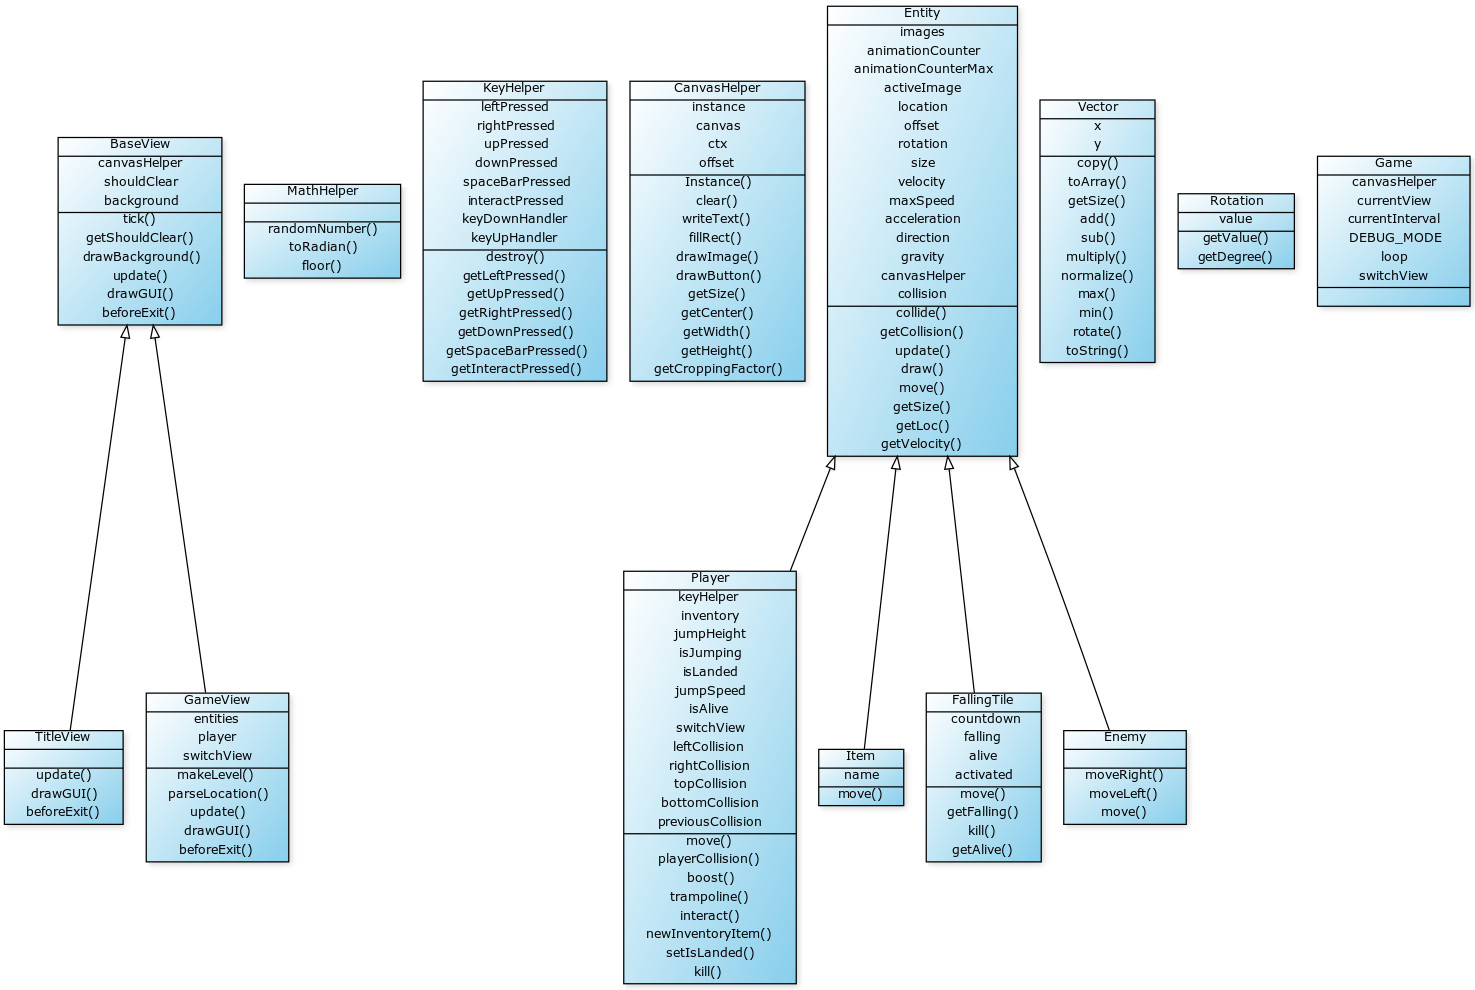 BaseView
canvasHelper
shouldClear
background
tick()
getShouldClear()
drawBackground()
update()
drawGUI()
beforeExit()
MathHelper
randomNumber()
toRadian()
floor()
KeyHelper
leftPressed
rightPressed
upPressed
downPressed
spaceBarPressed
interactPressed
keyDownHandler
keyUpHandler
destroy()
getLeftPressed()
getUpPressed()
getRightPressed()
getDownPressed()
getSpaceBarPressed()
getInteractPressed()
CanvasHelper
instance
canvas
ctx
offset
Instance()
clear()
writeText()
fillRect()
drawImage()
drawButton()
getSize()
getCenter()
getWidth()
getHeight()
getCroppingFactor()
Entity
images
animationCounter
animationCounterMax
activeImage
location
offset
rotation
size
velocity
maxSpeed
acceleration
direction
gravity
canvasHelper
collision
collide()
getCollision()
update()
draw()
move()
getSize()
getLoc()
getVelocity()
Vector
x
y
copy()
toArray()
getSize()
add()
sub()
multiply()
normalize()
max()
min()
rotate()
toString()
Rotation
value
getValue()
getDegree()
Game
canvasHelper
currentView
currentInterval
DEBUG_MODE
loop
switchView
TitleView
update()
drawGUI()
beforeExit()
GameView
entities
player
switchView
makeLevel()
parseLocation()
update()
drawGUI()
beforeExit()
Player
keyHelper
inventory
jumpHeight
isJumping
isLanded
jumpSpeed
isAlive
switchView
leftCollision
rightCollision
topCollision
bottomCollision
previousCollision
move()
playerCollision()
boost()
trampoline()
interact()
newInventoryItem()
setIsLanded()
kill()
Item
name
move()
FallingTile
countdown
falling
alive
activated
move()
getFalling()
kill()
getAlive()
Enemy
moveRight()
moveLeft()
move()